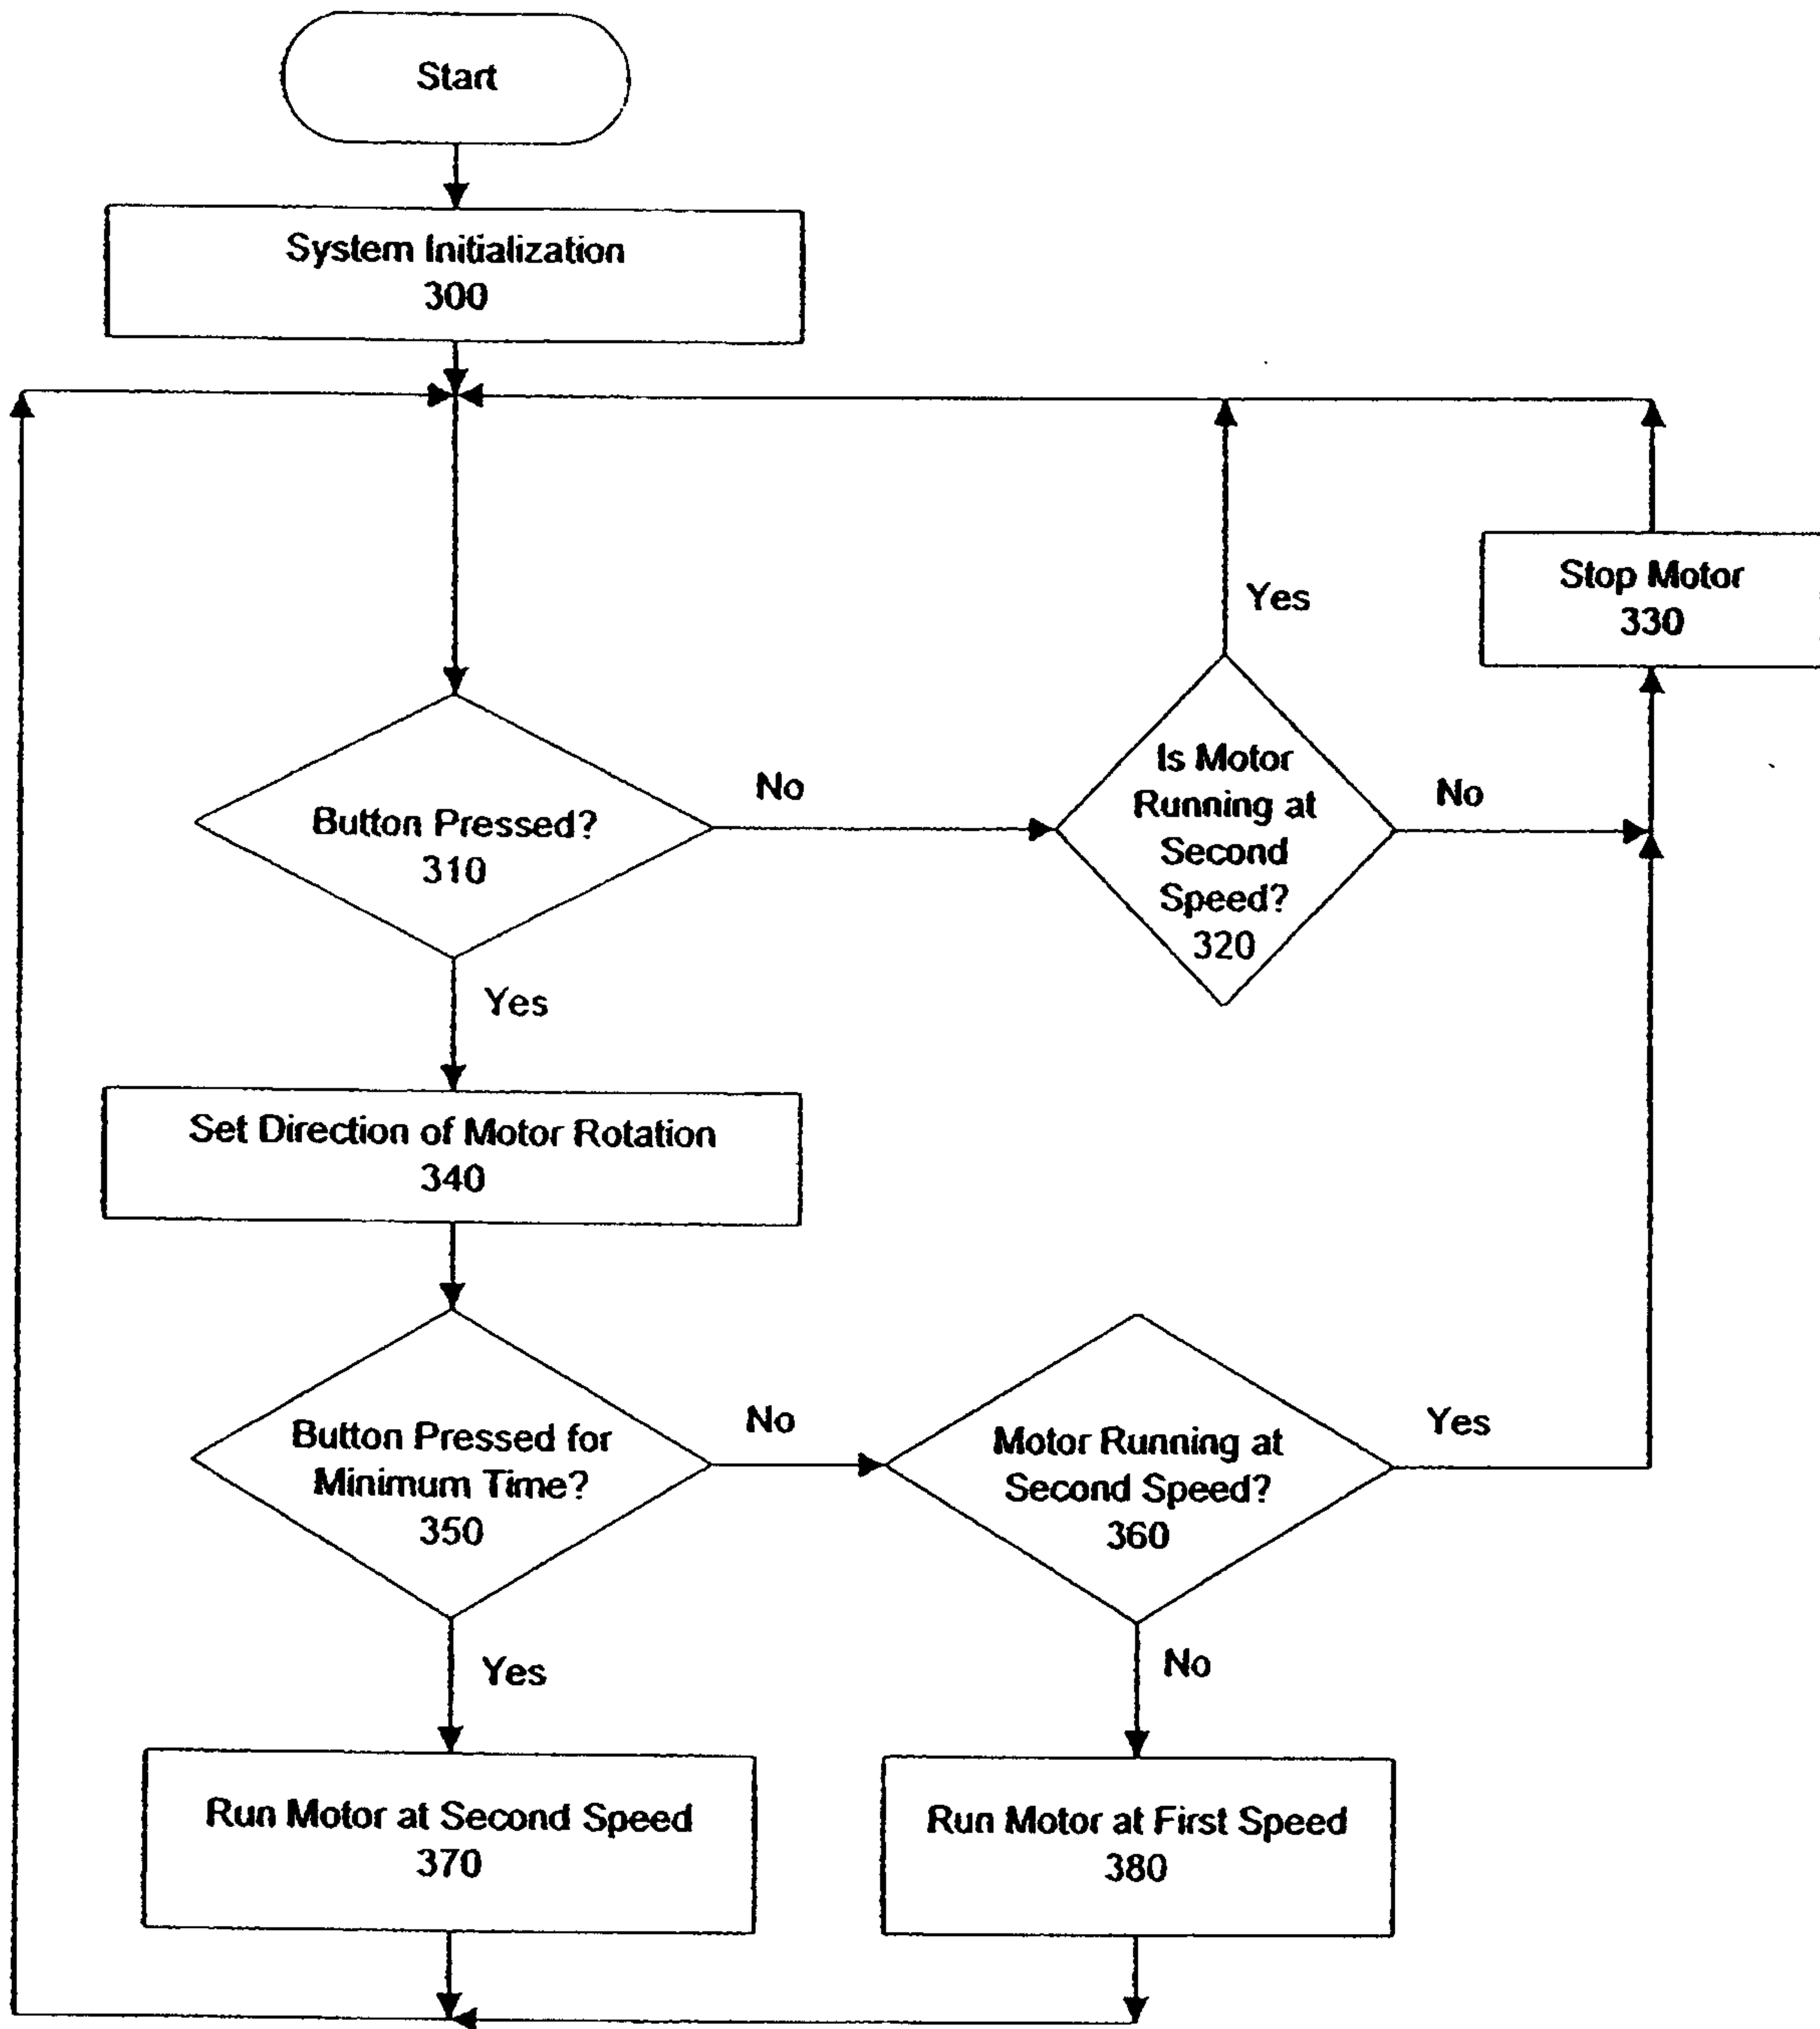 Start
System Initialization
300
Yes
Stop Motor
330
Button Pressed?
310
No
Is Motor
Running at
Second
Speed?
320
No
Yes
Set Direction of Motor Rotation
340
Button Pressed for
Minimum Time?
350
No
Motor Running at
Second Speed?
360
Yes
Yes
No
Run Motor at Second Speed
370
Run Motor at First Speed
380